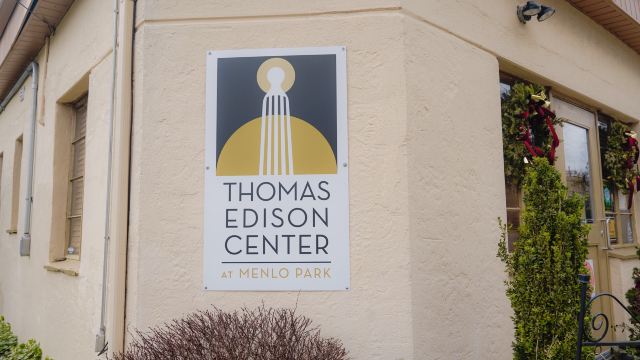 THOMAS
EDISON
CENTER
AT MENLO PARK